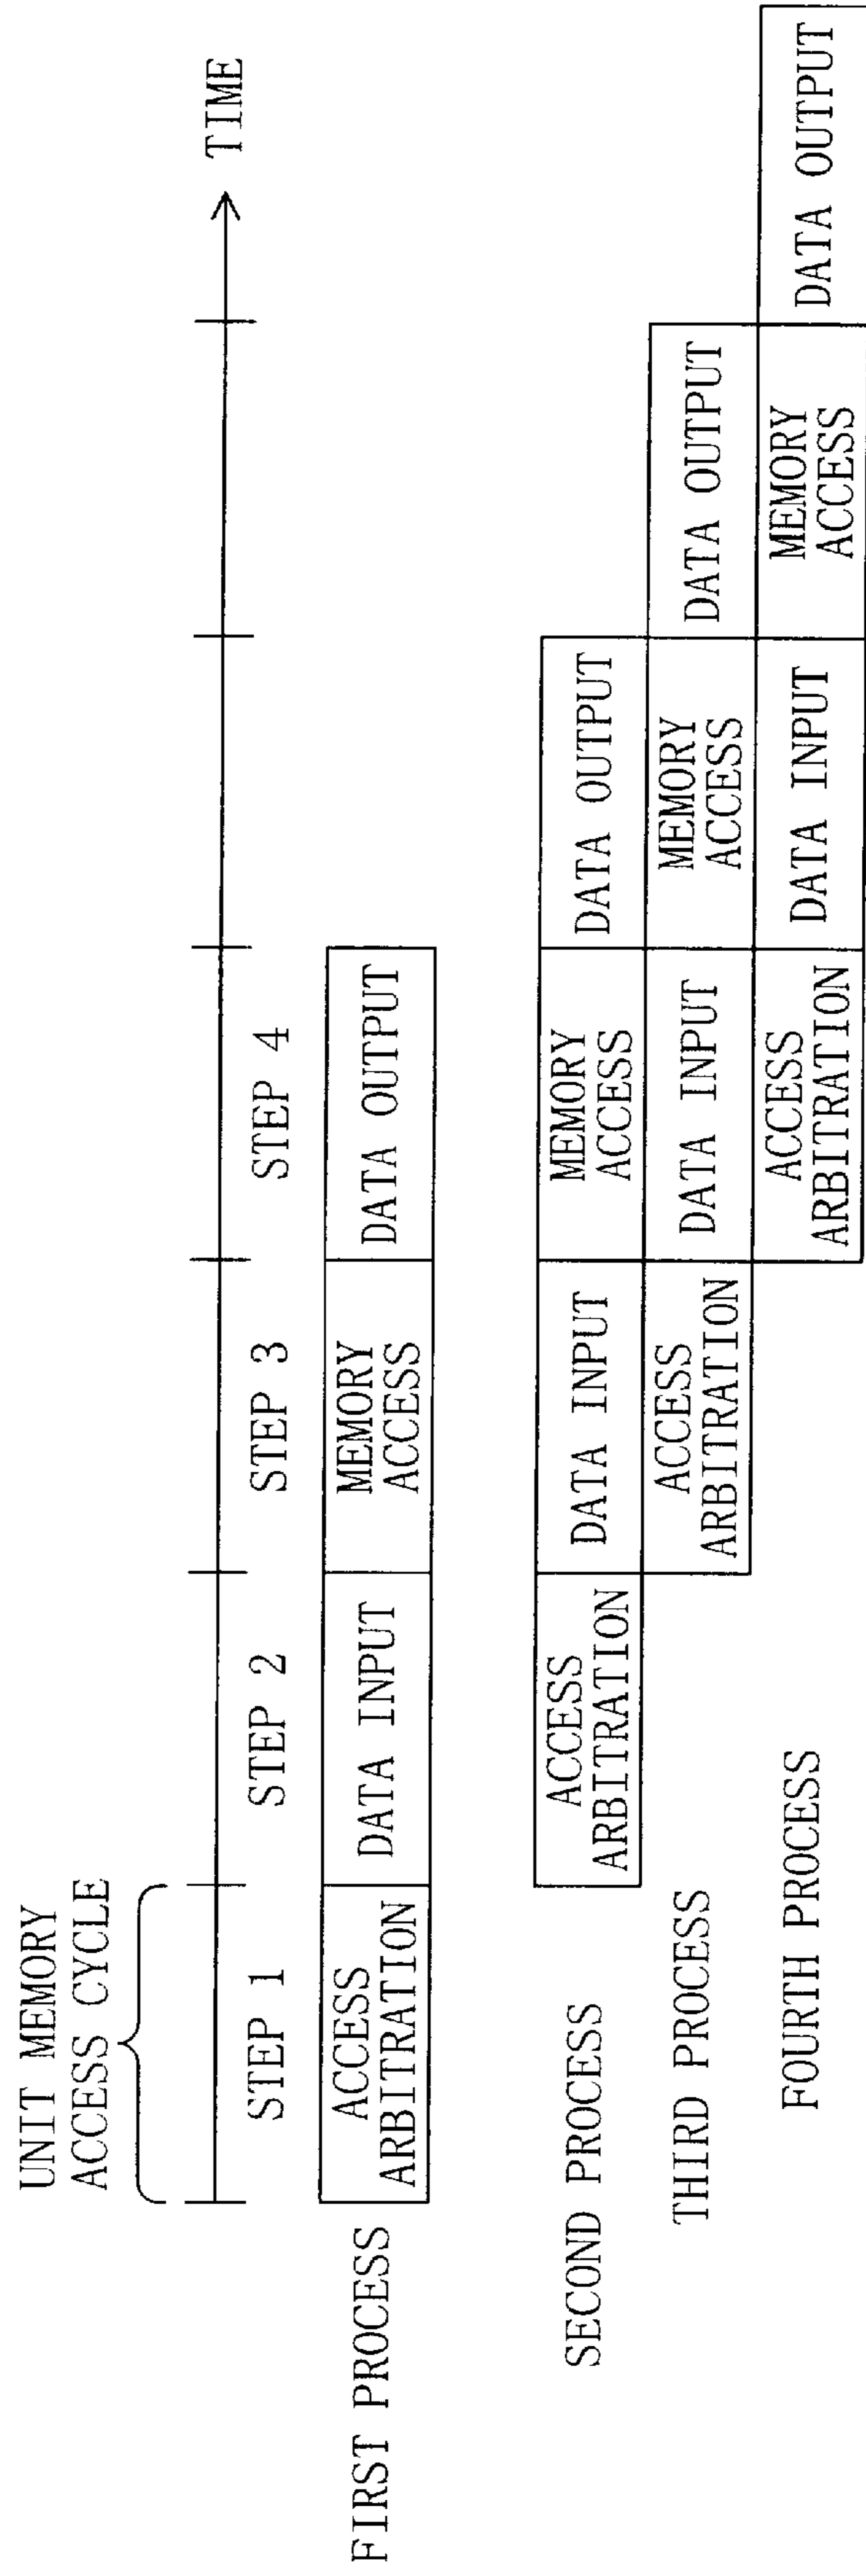 UNIT MEMORY
ACCESS CYCLE
TIME
STEP 1
STEP 2
STEP 3
STEP 4
FIRST PROCESS
ACCESS
ARBITRATION
DATA INPUT
MEMORY
ACCESS
DATA OUTPUT
SECOND PROCESS
ACCESS
ARBITRATION
DATA INPUT
MEMORY
ACCESS
DATA OUTPUT
THIRD PROCESS
ACCESS
ARBITRATION
DATA INPUT
MEMORY
ACCESS
DATA OUTPUT
FOURTH PROCESS
ACCESS
ARBITRATION
DATA INPUT
MEMORY
ACCESS
DATA OUTPUT